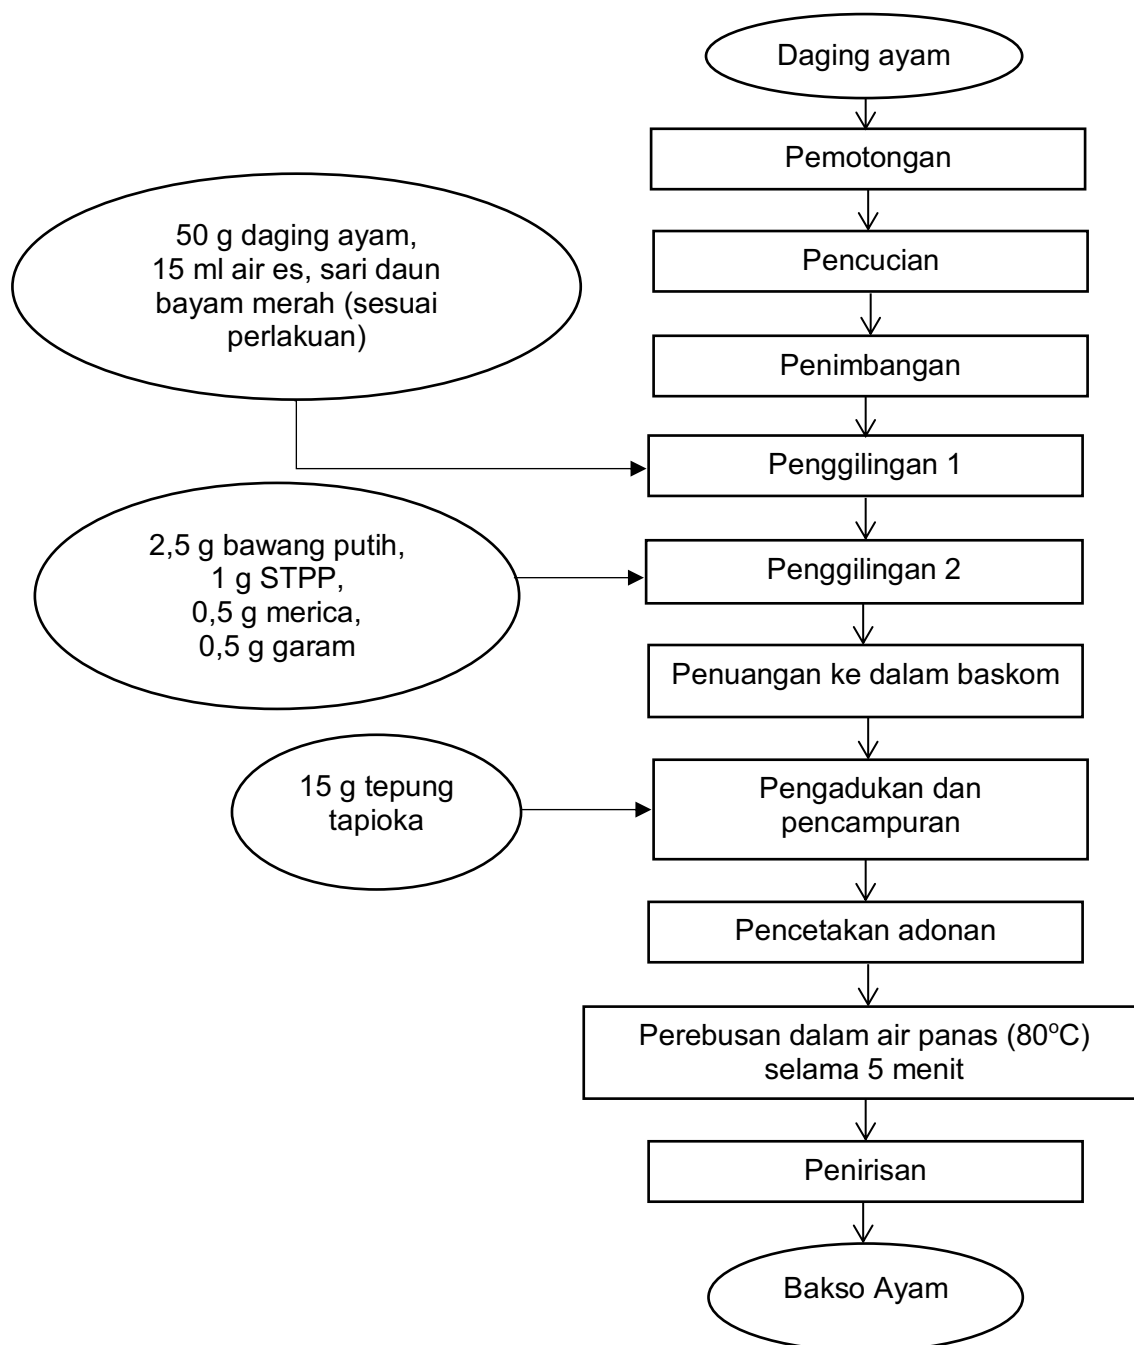 Daging ayam
Pemotongan
Pencucian
50 g daging ayam,
15 ml air es, sari daun
bayam merah (sesuai
perlakuan)
Penimbangan
Penggilingan 1
2,5 g bawang putih,
1 g STPP,
0,5 g merica,
0,5 g garam
Penggilingan 2
Penuangan ke dalam baskom
15 g tepung
tapioka
Pengadukan dan
pencampuran
Pencetakan adonan
Perebusan dalam air panas (80°C)
selama 5 menit
Penirisan
Bakso Ayam